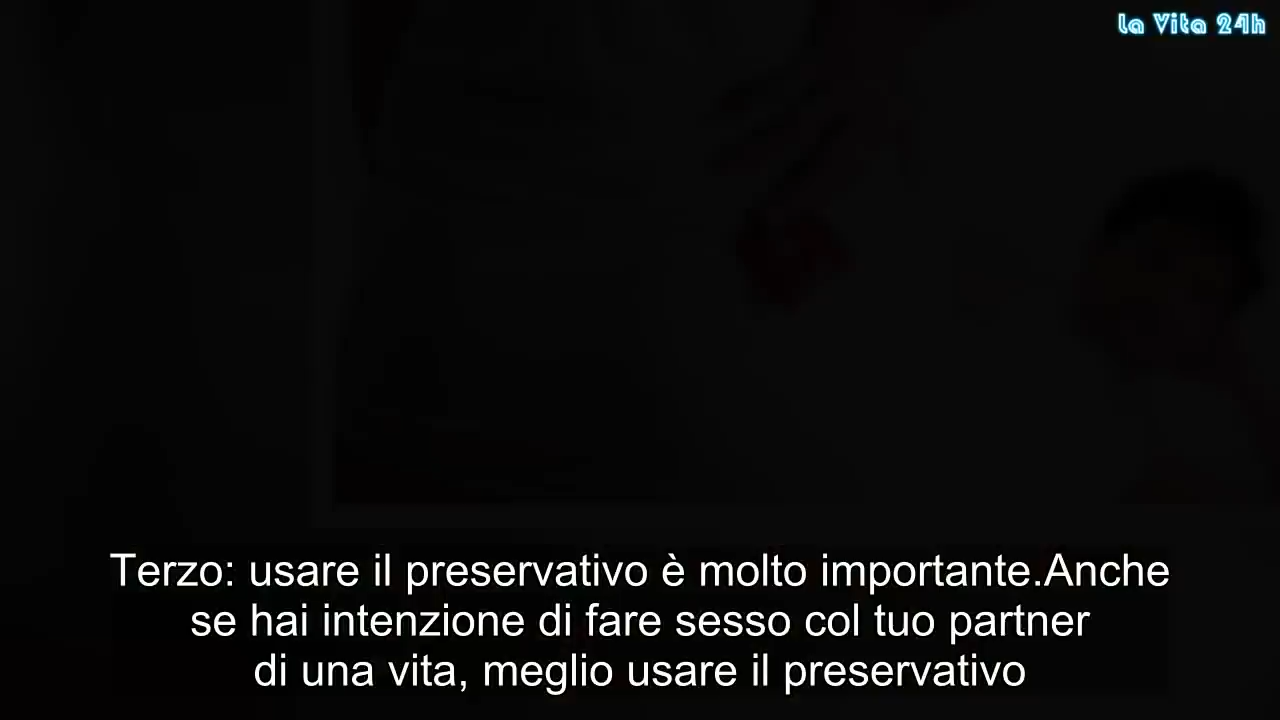 La Vita 24h
Terzo: usare il preservativo è molto importante.Anche
se hai intenzione di fare sesso col tuo partner
di una vita, meglio usare il preservativo